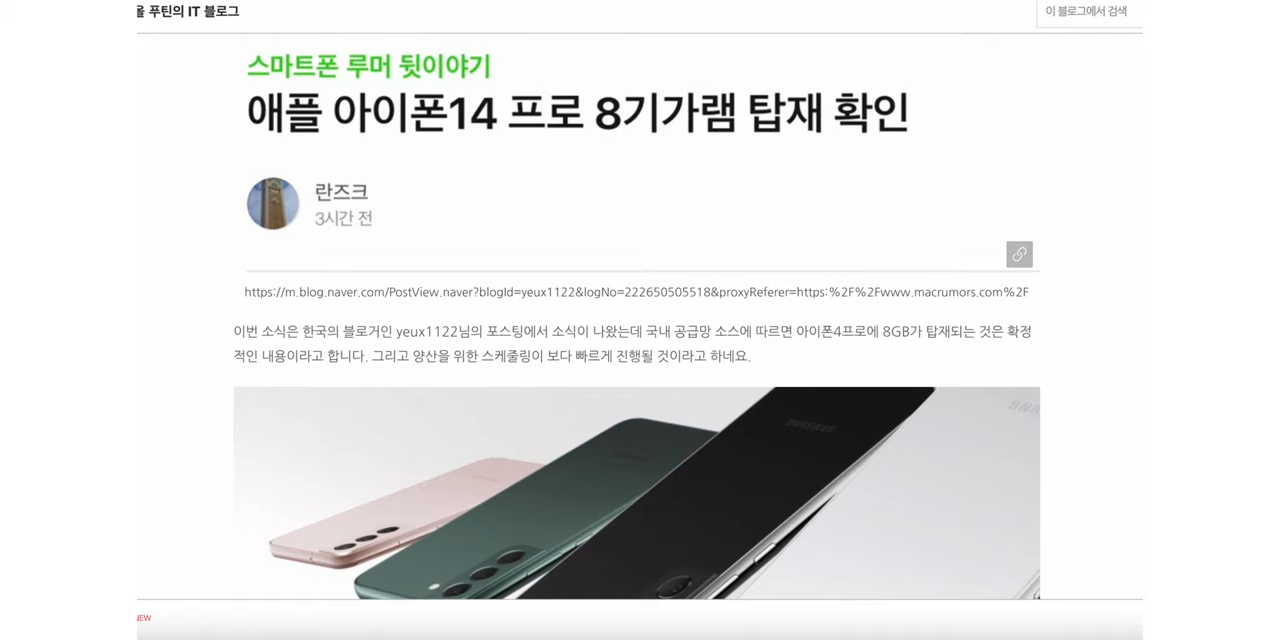 푸틴의 IT 블로그
이 블로그에서 검색
스마트폰 루머 뒷이야기
애플 아이폰14 프로 8기가램 탑재 확인
란즈크
3시간 전
https://m.blog.naver.com/PostView.naver?blogId=yeux1122&logNo=222650505518&proxyReferer=https:%2F%2Fwww.macrumors.com%2F
이번 소식은 한국의 블로거인 yeux1122님의 포스팅에서 소식이 나왔는데 국내 공급망 소스에 따르면 아이폰4프로에 8GB가 탑재되는 것은 확정
적인 내용이라고 합니다. 그리고 양산을 위한 스케줄링이 보다 빠르게 진행될 것이라고 하네요.
SAMSUNG
NEW